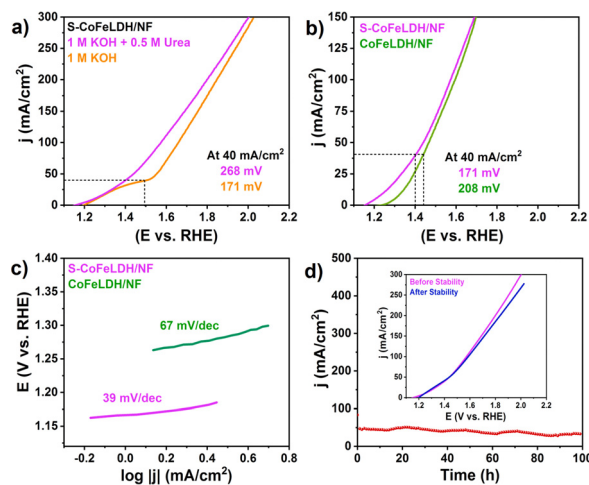 a)
S-CoFeLDH/NF
1 M KOH + 0.5 M Urea
1 M KOH
At 40 mA/cm²
268 mV
171 mV
j (mA/cm²)
300
250
200
150
100
50
0
1.2 1.4 1.6 1.8 2.0 2.2
(E vs. RHE)
b)
S-CoFeLDH/NF
CoFeLDH/NF
At 40 mA/cm²
171 mV
208 mV
j (mA/cm²)
150
125
100
75
50
25
0
1.2 1.4 1.6 1.8 2.0 2.2
(E vs. RHE)
c)
S-CoFeLDH/NF
CoFeLDH/NF
67 mV/dec
39 mV/dec
E (V vs. RHE)
1.35
1.30
1.25
1.20
1.15
-0.2 0.0 0.2 0.4 0.6 0.8
log |j| (mA/cm²)
d)
j (mA/cm²)
500
400
300
200
100
0
0 20 40 60 80 100
Time (h)
Before Stability
After Stability
j (mA/cm²)
300
250
200
150
100
50
0
1.2 1.4 1.6 1.8 2.0 2.2
E (V vs. RHE)